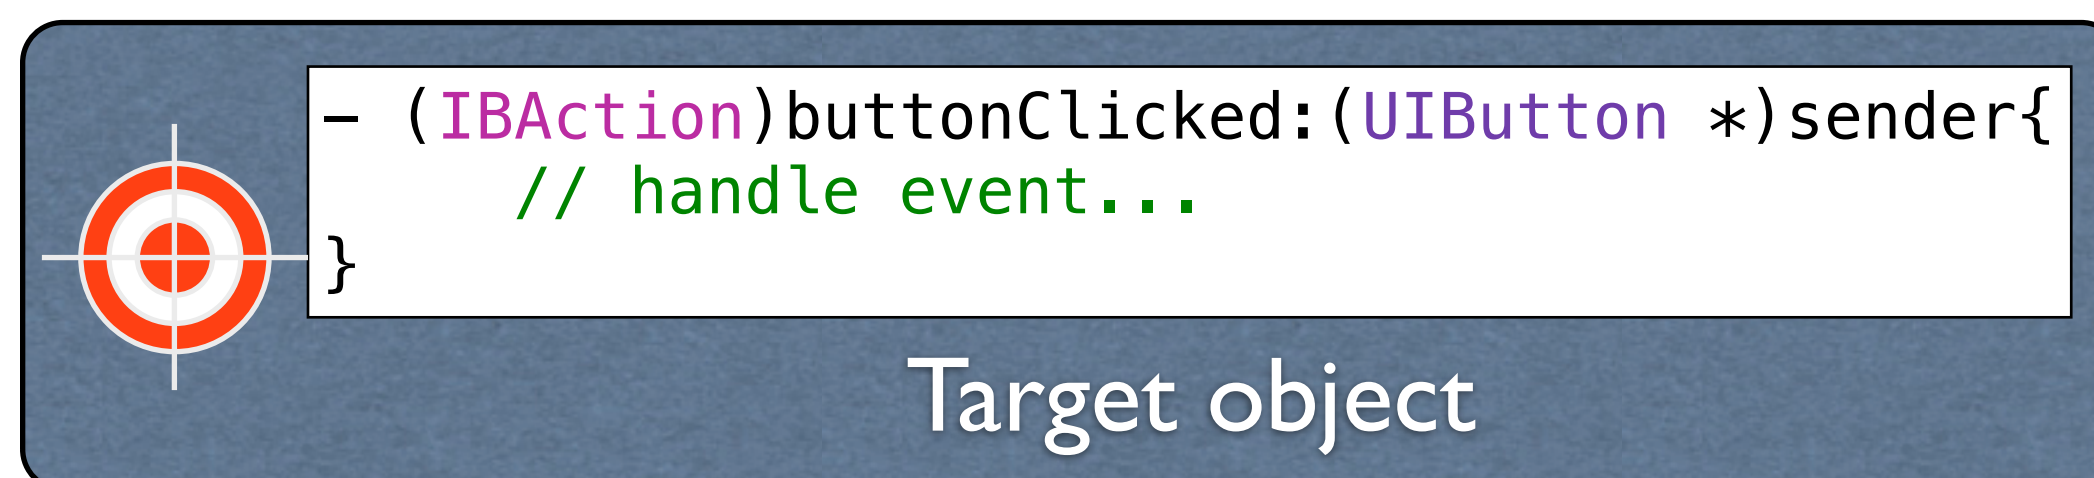 - (IBAction)buttonClicked:(UIButton *)sender{
// handle event...
}
Target object